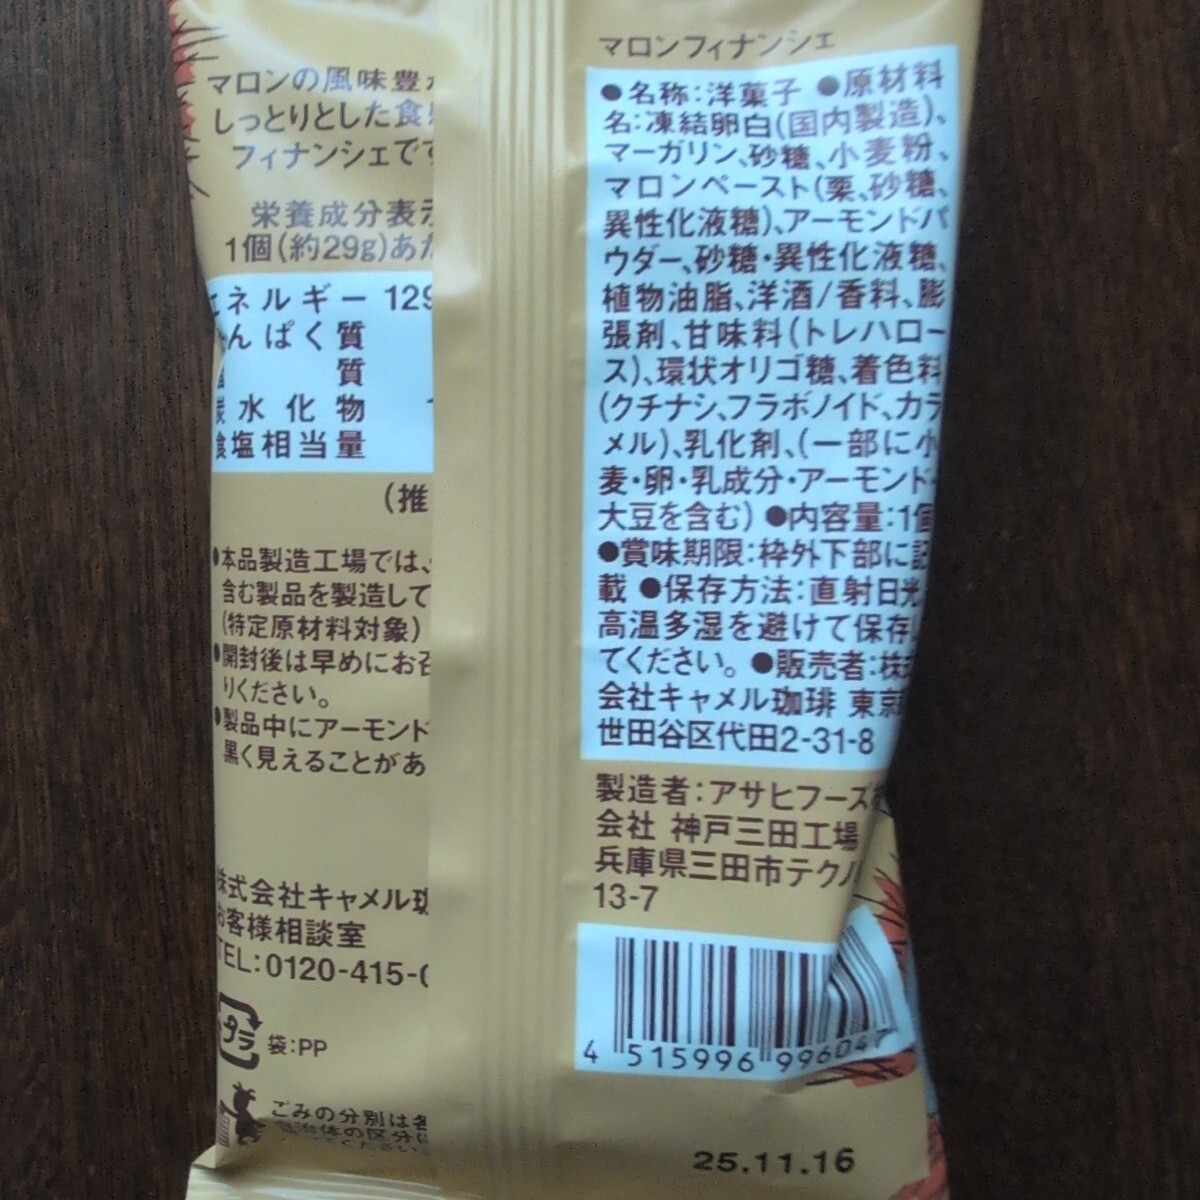 マロンの風味豊
しっとりとした食
フィナンシェです
栄養成分表示
1個(約29g)あた
エネルギー 129
たんぱく質
脂 質
炭水化物
食塩相当量
(推
●本品製造工場では、
含む製品を製造して
(特定原材料対象)
●開封後は早めにお召
りください。
●製品中にアーモンド
黒く見えることがあ
株式会社キャメル珈
お客様相談室
TEL:0120-415-
プラ 袋:PP
ごみの分別は各
自治体の区分に
マロンフィナンシェ
●名称:洋菓子 ●原材料
名:凍結卵白(国内製造)、
マーガリン、砂糖、小麦粉、
マロンペースト(栗、砂糖、
異性化液糖)、アーモンドパ
ウダー、砂糖・異性化液糖、
植物油脂、洋酒/香料、膨
張剤、甘味料(トレハロー
ス)、環状オリゴ糖、着色料
(クチナシ、フラボノイド、カラ
メル)、乳化剤、(一部に小
麦・卵・乳成分・アーモンド・
大豆を含む) ●内容量:1個
●賞味期限:枠外下部に記
載 ●保存方法:直射日光、
高温多湿を避けて保存し
てください。 ●販売者:株式
会社キャメル珈琲 東京
世田谷区代田2-31-8
製造者:アサヒフーズ株
会社 神戸三田工場
兵庫県三田市テクノ
13-7
4 515996 996047
25.11.16